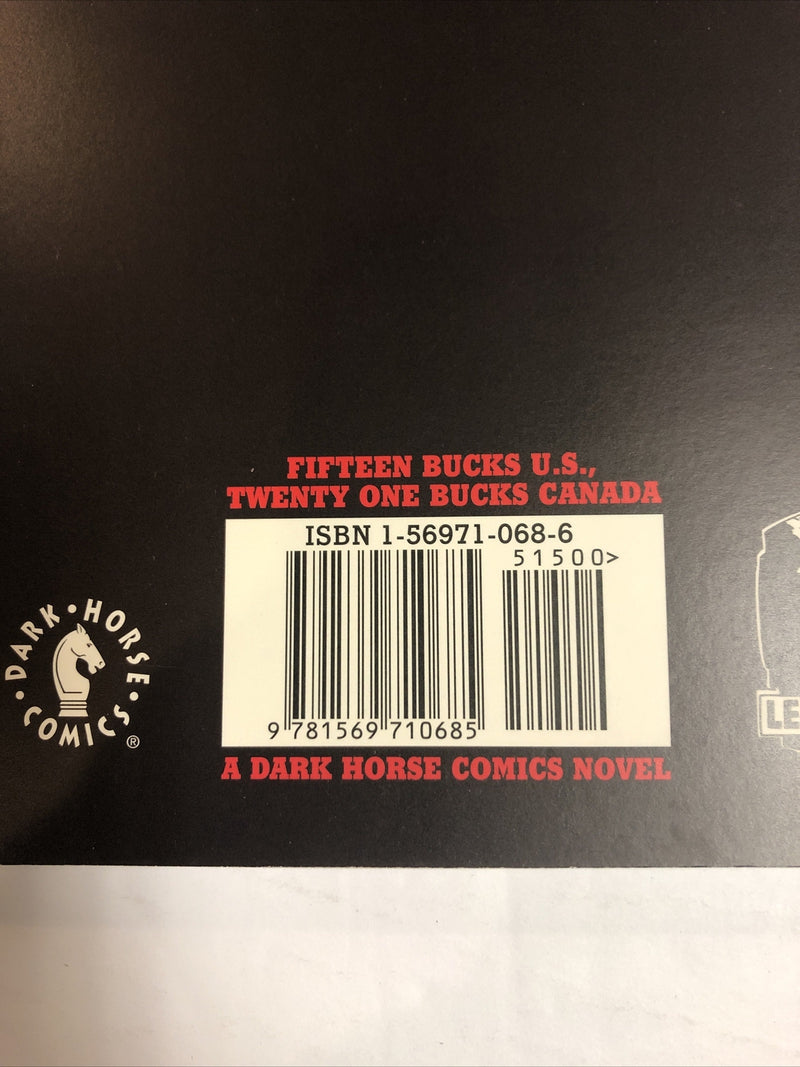 FIFTEEN BUCKS U.S.,
TWENTY ONE BUCKS CANADA
ISBN 1-56971-068-6
51500>
9 781569 710685
A DARK HORSE COMICS NOVEL
DARK • HORSE • COMICS •
®
LE